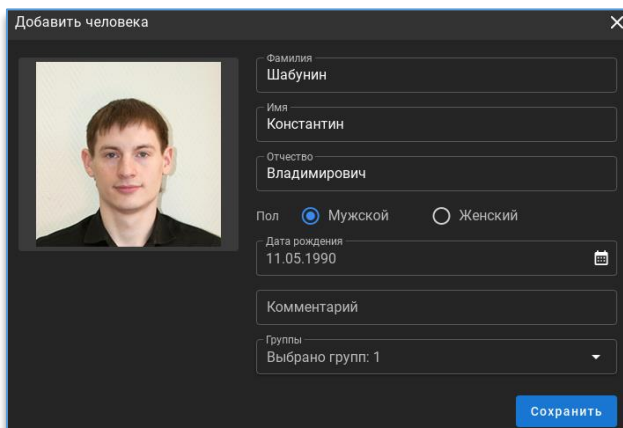 Добавить человека
Фамилия
Шабунин
Имя
Константин
Отчество
Владимирович
Пол Мужской Женский
Дата рождения
11.05.1990
Комментарий
Группы
Выбрано групп: 1
Сохранить